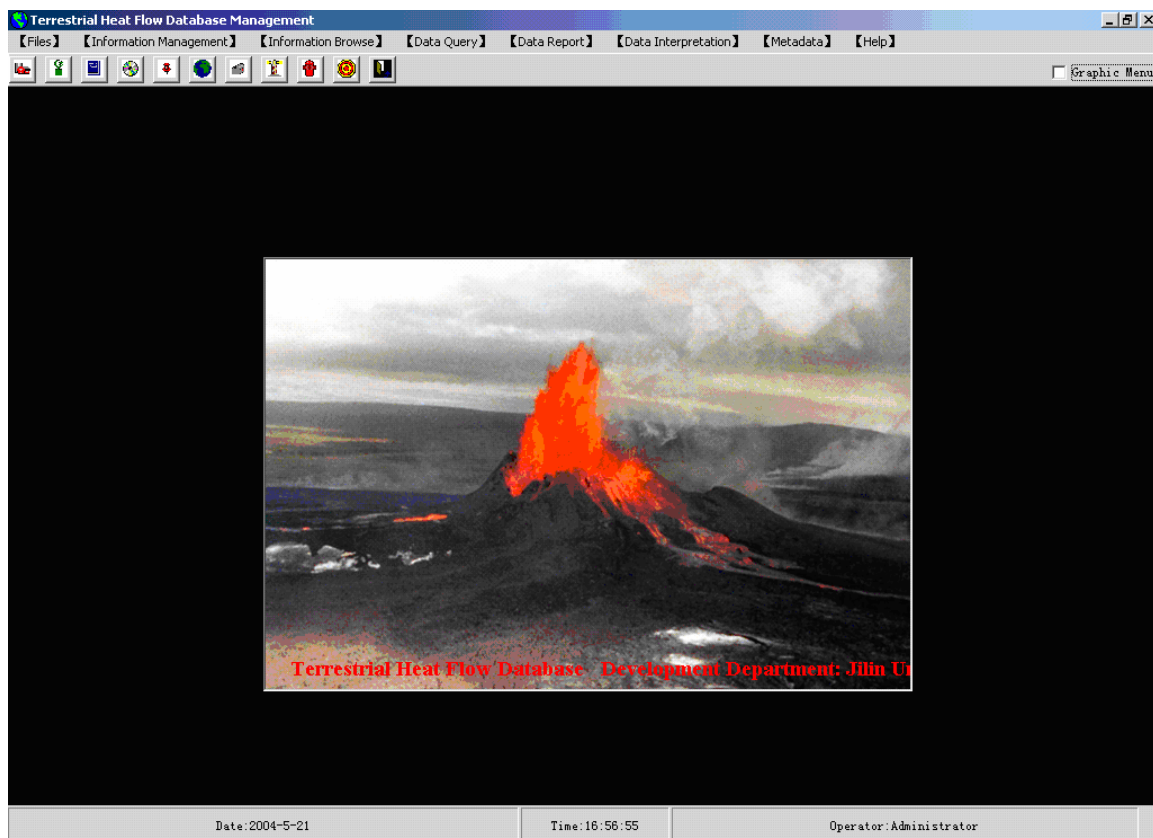 Terrestrial Heat Flow Database Management
【Files】 【Information Management】 【Information Browse】 【Data Query】 【Data Report】 【Data Interpretation】 【Metadata】 【Help】
Graphic Menu
Terrestrial Heat Flow Database Development Department: Jilin
Date:2004-5-21 Time:16:56:55 Operator:Administrator